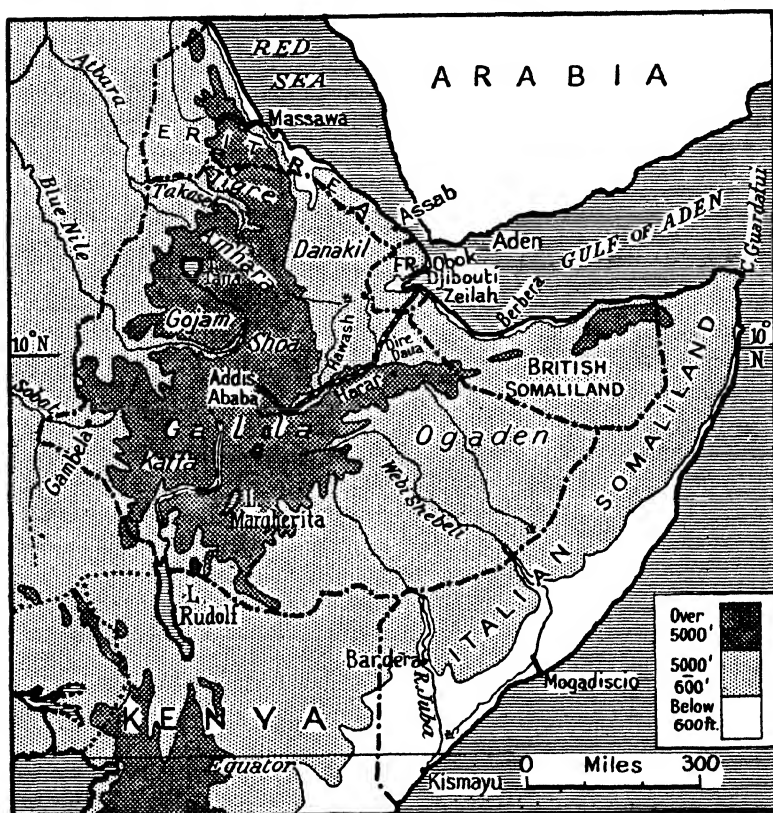 RED
SEA
ARABIA
Atbara
Massawa
ERITREA
Tigre
Takaseh
Blue Nile
Amhara
Danakil
Assab
Aden
GULF OF ADEN
C. Guardafui
L. Tana
FR.
Obok
Djibouti
Zeilah
Berbera
Gojam
Shoa
Hawash
Dire
Daua
10° N
10°
N
BRITISH
SOMALILAND
Addis
Ababa
Harar
Sobat
Gambela
Galla
Kaffa
Ogaden
Webi Shebeli
ITALIAN SOMALILAND
L.
Margherita
L.
Rudolf
Bardera
R. Juba
Mogadiscio
KENYA
Equator
Kismayu
Over
5000'
5000'
600'
Below
600ft.
0 Miles 300